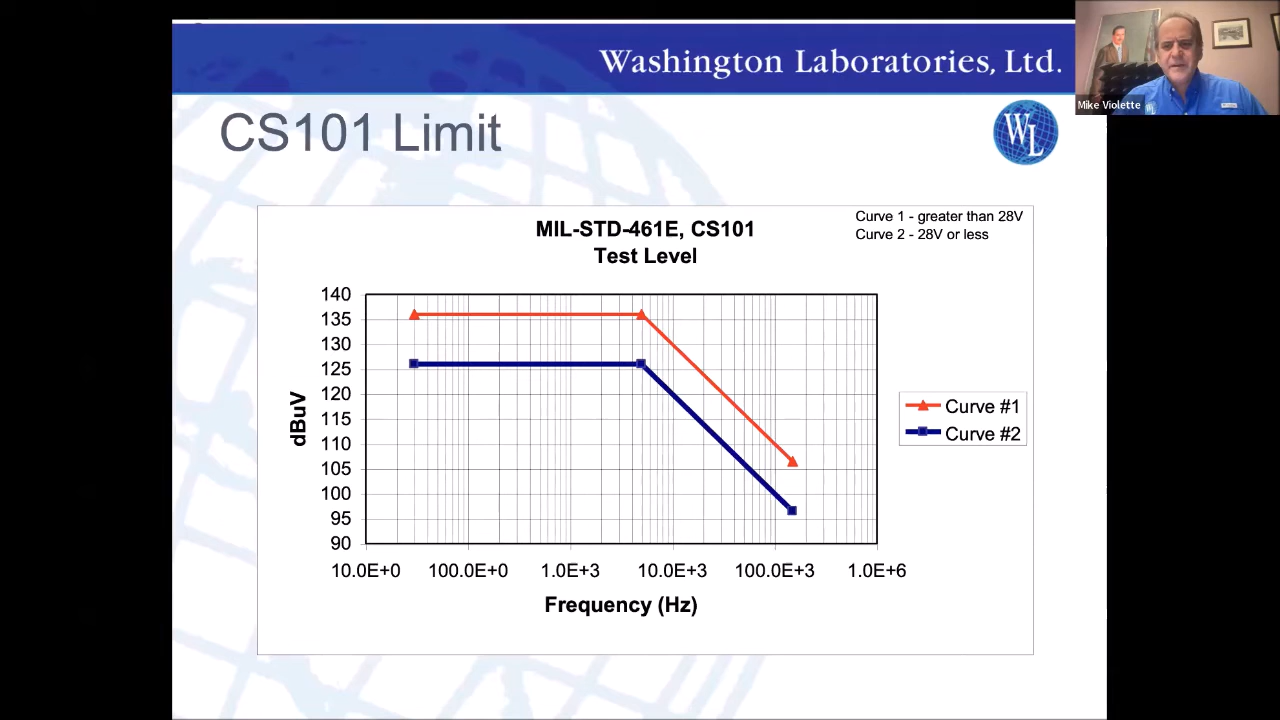 Washington Laboratories, Ltd.
Mike Violette
CS101 Limit
WL
MIL-STD-461E, CS101
Test Level
Curve 1 - greater than 28V
Curve 2 - 28V or less
140
135
130
125
120
115
110
105
100
95
90
dBuV
10.0E+0 100.0E+0 1.0E+3 10.0E+3 100.0E+3 1.0E+6
Frequency (Hz)
Curve #1
Curve #2